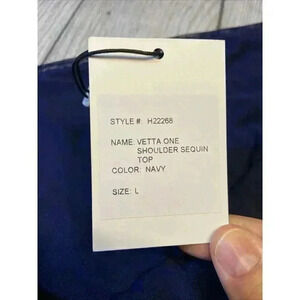 STYLE #: H22268
NAME: VETTA ONE
SHOULDER SEQUIN
TOP
COLOR: NAVY
SIZE: L